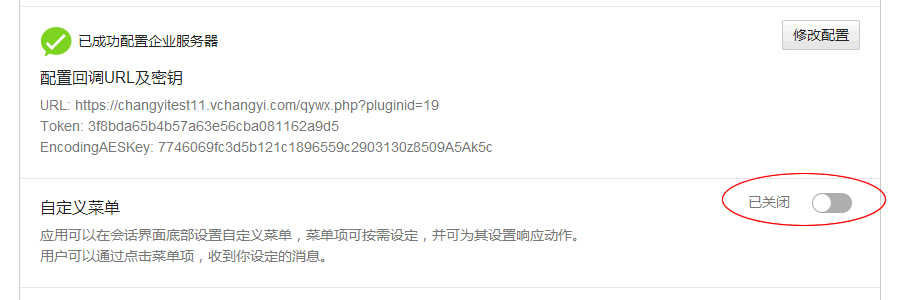 已成功配置企业服务器
修改配置
配置回调URL及密钥
URL: https://changyitest11.vchangyi.com/qywx.php?pluginid=19
Token: 3f8bda65b4b57a63e56cba081162a9d5
EncodingAESKey: 7746069fc3d5b121c1896559c2903130z8509A5Ak5c
自定义菜单
已关闭
应用可以在会话界面底部设置自定义菜单，菜单项可按需设定，并可为其设置响应动作。
用户可以通过点击菜单项，收到你设定的消息。